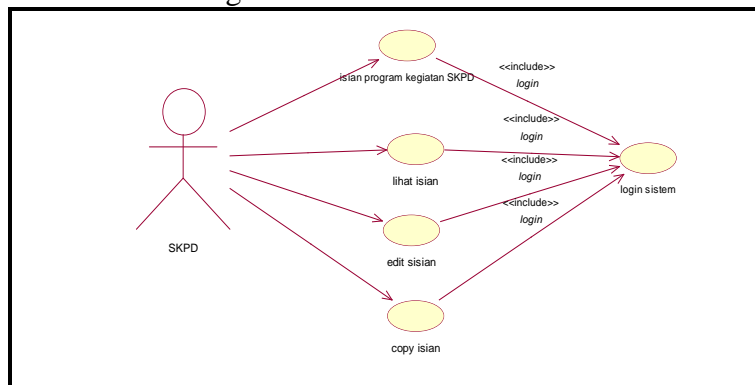 isian program kegiatan SKPD
<<include>>
login
<<include>>
login
lihat isian
<<include>>
login
login sistem
<<include>>
login
SKPD
edit sisian
copy isian